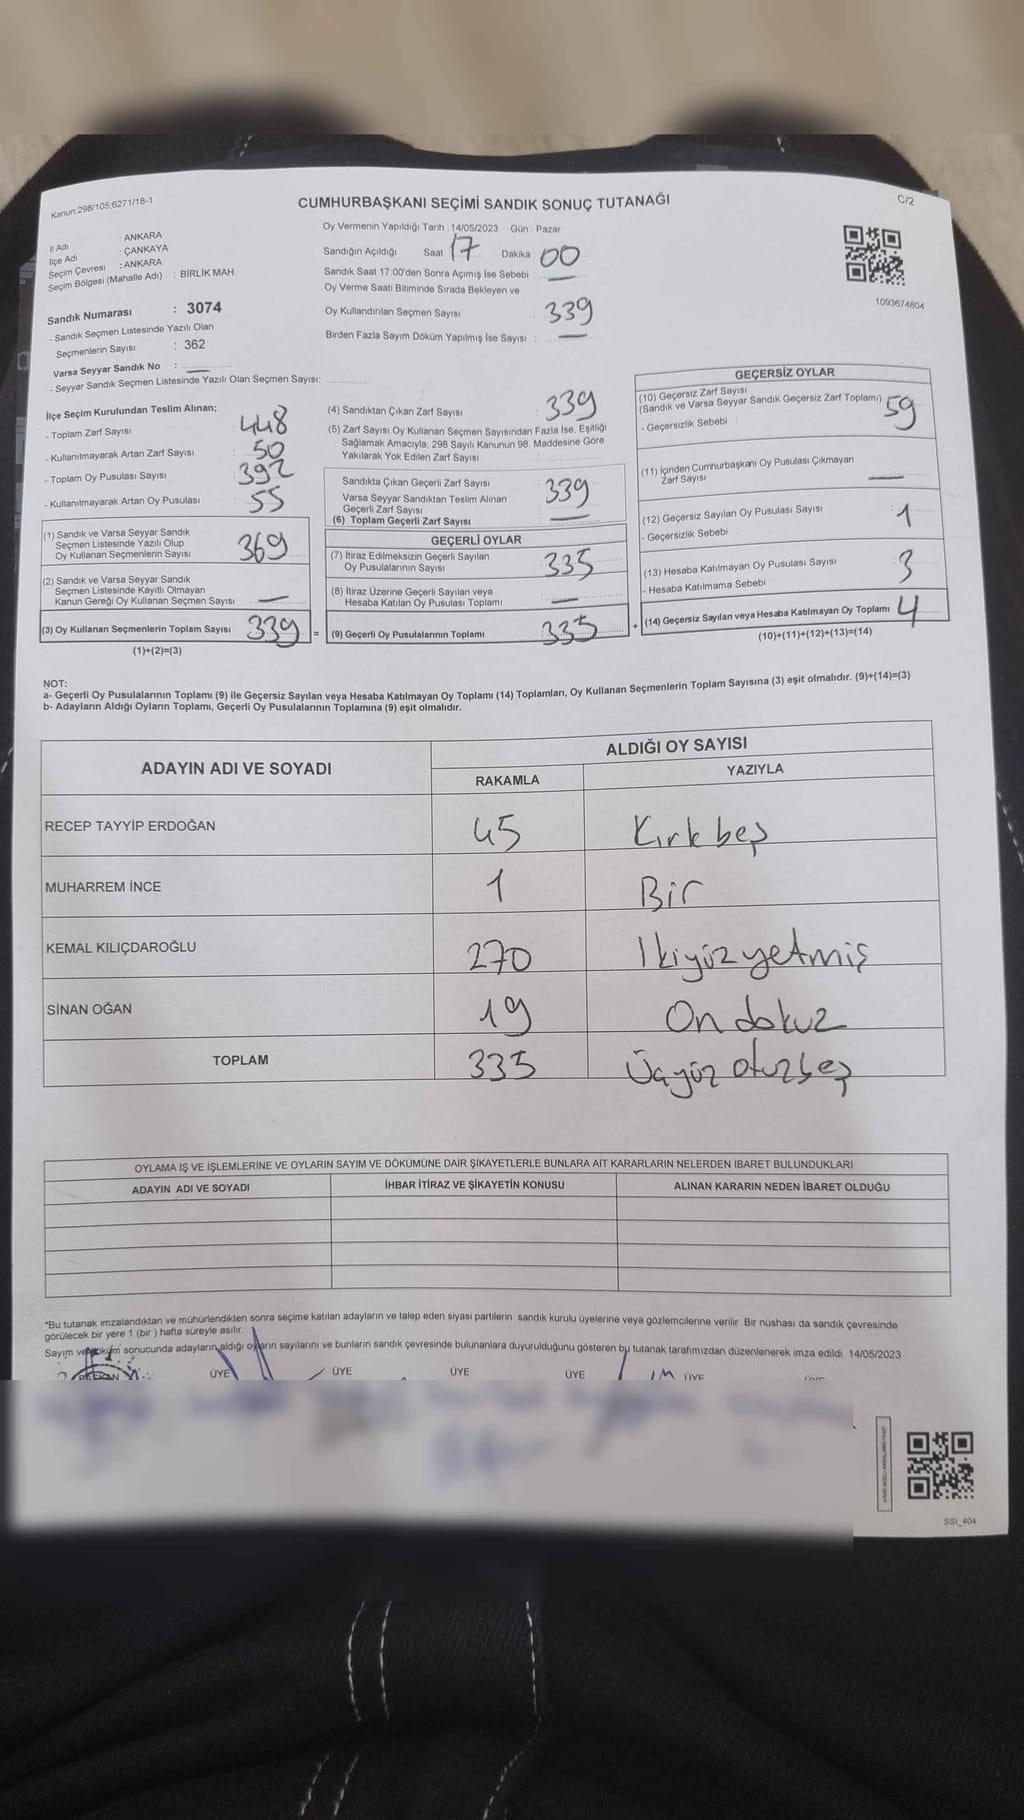 Kanun:298/105,6271/18-1
CUMHURBAŞKANI SEÇİMİ SANDIK SONUÇ TUTANAĞI
C/2
İl Adı : ANKARA
İlçe Adı : ÇANKAYA
Seçim Çevresi : ANKARA
Seçim Bölgesi (Mahalle Adı) : BİRLİK MAH.
Sandık Numarası : 3074
- Sandık Seçmen Listesinde Yazılı Olan
Seçmenlerin Sayısı : 362
Varsa Seyyar Sandık No :
- Seyyar Sandık Listesinde Yazılı Olan Seçmen Sayısı:
Oy Vermenin Yapıldığı Tarih : 14/05/2023 Gün : Pazar
Sandığın Açıldığı Saat 17 Dakika : 00
Sandık Saat 17:00'den Sonra Açımış İse Sebebi : —
Oy Verme Saati Bitiminde Sırada Bekleyen ve
Oy Kullandırılan Seçmen Sayısı : 339
Birden Fazla Sayım Döküm Yapılmış İse Sayısı : —
1093674804
İlçe Seçim Kurulundan Teslim Alınan;
- Toplam Zarf Sayısı : 448
- Kullanılmayarak Artan Zarf Sayısı : 50
- Toplam Oy Pusulası Sayısı : 392
- Kullanılmayarak Artan Oy Pusulası : 55
(1) Sandık ve Varsa Seyyar Sandık
Seçmen Listesinde Yazılı Olup
Oy Kullanan Seçmenlerin Sayısı 369
(2) Sandık ve Varsa Seyyar Sandık
Seçmen Listesinde Kayıtlı Olmayan
Kanun Gereği Oy Kullanan Seçmen Sayısı : —
(3) Oy Kullanan Seçmenlerin Toplam Sayısı 339 =
(1)+(2)=(3)
(4) Sandıktan Çıkan Zarf Sayısı : 339
(5) Zarf Sayısı Oy Kullanan Seçmen Sayısından Fazla İse, Eşitliği
Sağlamak Amacıyla, 298 Sayılı Kanunun 98. Maddesine Göre
Yakılarak Yok Edilen Zarf Sayısı :
Sandıkta Çıkan Geçerli Zarf Sayısı : 339
Varsa Seyyar Sandıktan Teslim Alınan
Geçerli Zarf Sayısı
(6) Toplam Geçerli Zarf Sayısı : —
GEÇERLİ OYLAR
(7) İtiraz Edilmeksizin Geçerli Sayılan
Oy Pusulalarının Sayısı : 335
(8) İtiraz Üzerine Geçerli Sayılan veya
Hesaba Katılan Oy Pusulası Toplamı : —
(9) Geçerli Oy Pusulalarının Toplamı 335 +
GEÇERSİZ OYLAR
(10) Geçersiz Zarf Sayısı
(Sandık ve Varsa Seyyar Sandık Geçersiz Zarf Toplamı) 59
- Geçersizlik Sebebi :
(11) İçinden Cumhurbaşkanı Oy Pusulası Çıkmayan
Zarf Sayısı —
(12) Geçersiz Sayılan Oy Pusulası Sayısı : 1
- Geçersizlik Sebebi :
(13) Hesaba Katılmayan Oy Pusulası Sayısı : 3
- Hesaba Katılmama Sebebi :
(14) Geçersiz Sayılan veya Hesaba Katılmayan Oy Toplamı 4
(10)+(11)+(12)+(13)=(14)
NOT:
a- Geçerli Oy Pusulalarının Toplamı (9) ile Geçersiz Sayılan veya Hesaba Katılmayan Oy Toplamı (14) Toplamları, Oy Kullanan Seçmenlerin Toplam Sayısına (3) eşit olmalıdır. (9)+(14)=(3)
b- Adayların Aldığı Oyların Toplamı, Geçerli Oy Pusulalarının Toplamına (9) eşit olmalıdır.
ADAYIN ADI VE SOYADI
ALDIĞI OY SAYISI
RAKAMLA YAZIYLA
RECEP TAYYİP ERDOĞAN 45 Kırk beş
MUHARREM İNCE 1 Bir
KEMAL KILIÇDAROĞLU 270 İkiyüz yetmiş
SİNAN OĞAN 19 On dokuz
TOPLAM 335 Üçyüz otuzbeş
OYLAMA İŞ VE İŞLEMLERİNE VE OYLARIN SAYIM VE DÖKÜMÜNE DAİR ŞİKAYETLERLE BUNLARA AİT KARARLARIN NELERDEN İBARET BULUNDUKLARI
ADAYIN ADI VE SOYADI İHBAR İTİRAZ VE ŞİKAYETİN KONUSU ALINAN KARARIN NEDEN İBARET OLDUĞU
*Bu tutanak imzalandıktan ve mühürlendikten sonra seçime katılan adayların ve talep eden siyasi partilerin sandık kurulu üyelerine veya gözlemcilerine verilir. Bir nüshası da sandık çevresinde
görülecek bir yere 1 (bir ) hafta süreyle asılır.
Sayım ve döküm sonucunda adayların aldığı oyların sayılarını ve bunların sandık çevresinde bulunanlara duyurulduğunu gösteren bu tutanak tarafımızdan düzenlenerek imza edildi. 14/05/2023
ÜYE ÜYE ÜYE ÜYE ÜYE
SSI_404